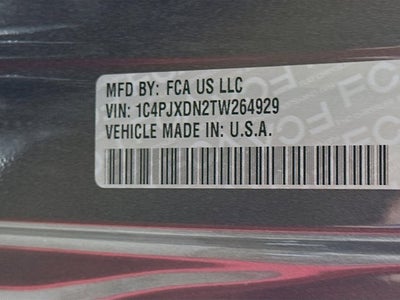 MFD BY: FCA US LLC
VIN: 1C4PJXDN2TW264929
VEHICLE MADE IN: U.S.A.